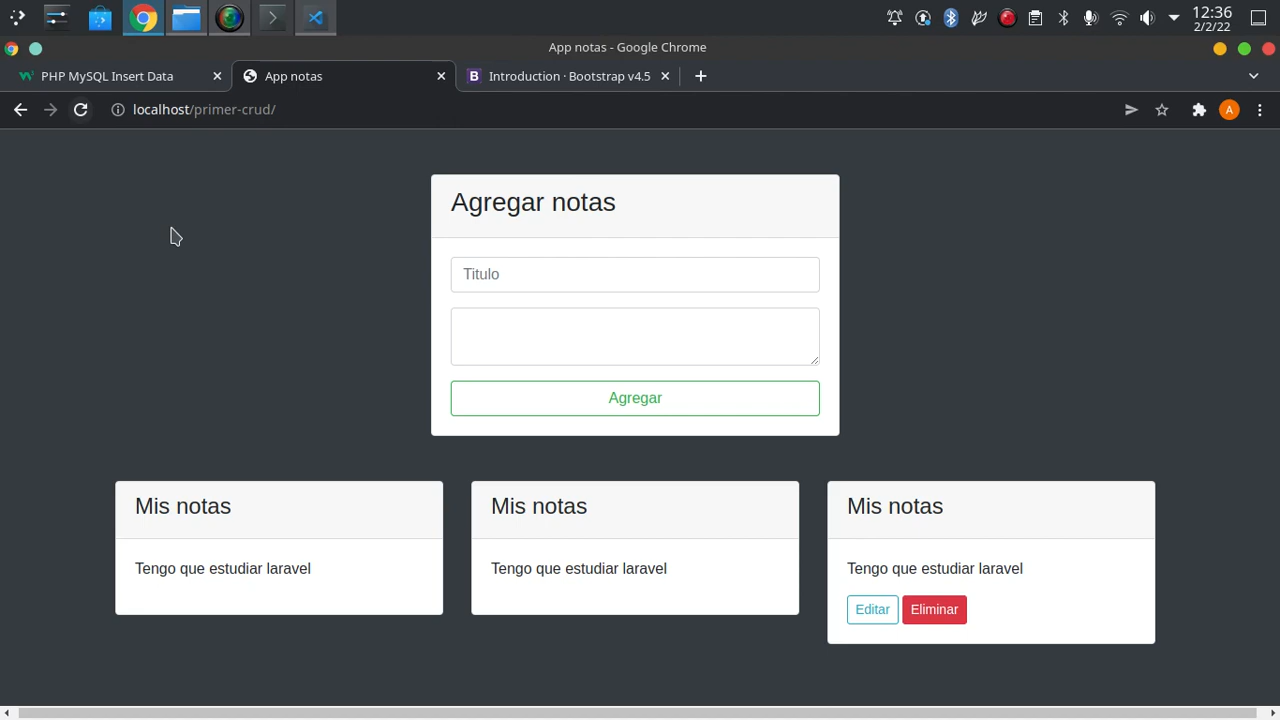 12:36
2/2/22
App notas - Google Chrome
PHP MySQL Insert Data
App notas
B Introduction · Bootstrap v4.5
localhost/primer-crud/
A
Agregar notas
Titulo
Agregar
Mis notas
Tengo que estudiar laravel
Mis notas
Tengo que estudiar laravel
Mis notas
Tengo que estudiar laravel
Editar Eliminar